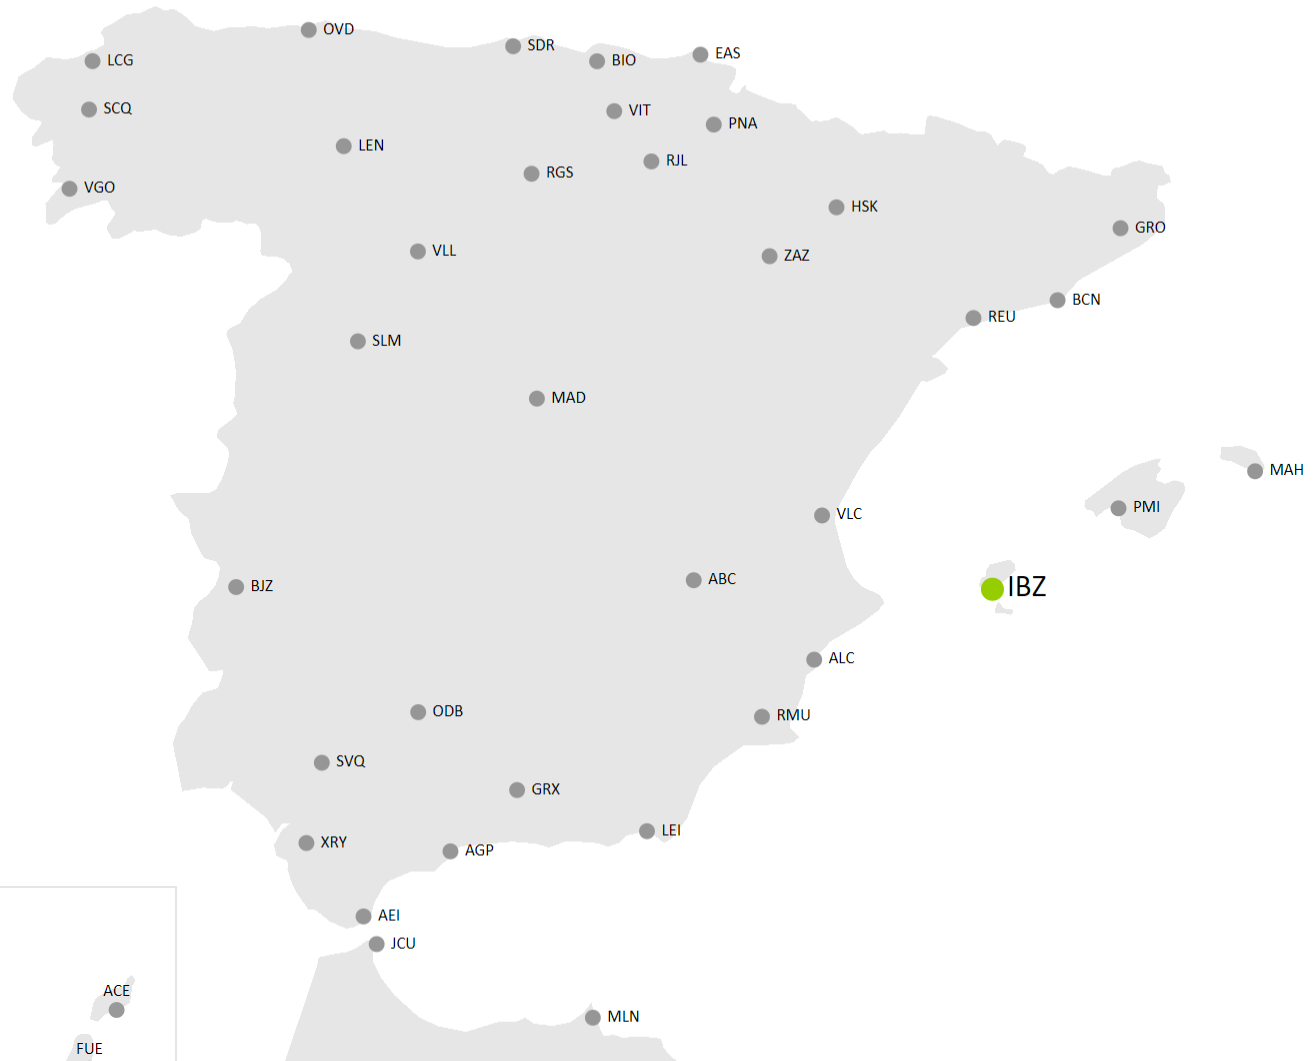 OVD
SDR
EAS
LCG
BIO
SCQ
VIT
PNA
LEN
RJL
RGS
VGO
HSK
GRO
VLL
ZAZ
BCN
REU
SLM
MAD
MAH
PMI
VLC
ABC
BJZ
IBZ
ALC
ODB
RMU
SVQ
GRX
LEI
XRY
AGP
AEI
JCU
ACE
MLN
FUE